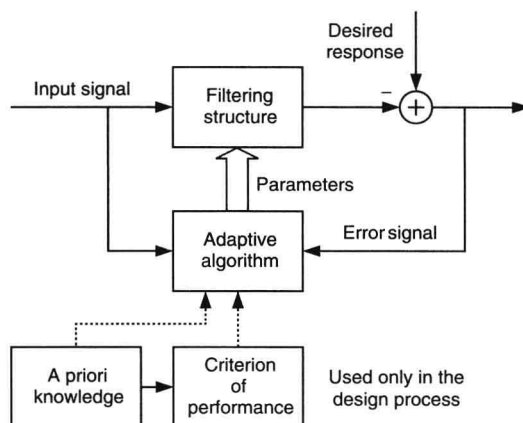 Desired
response
Input signal
Filtering
structure
−
+
Parameters
Adaptive
algorithm
Error signal
A priori
knowledge
Criterion
of
performance
Used only in the
design process